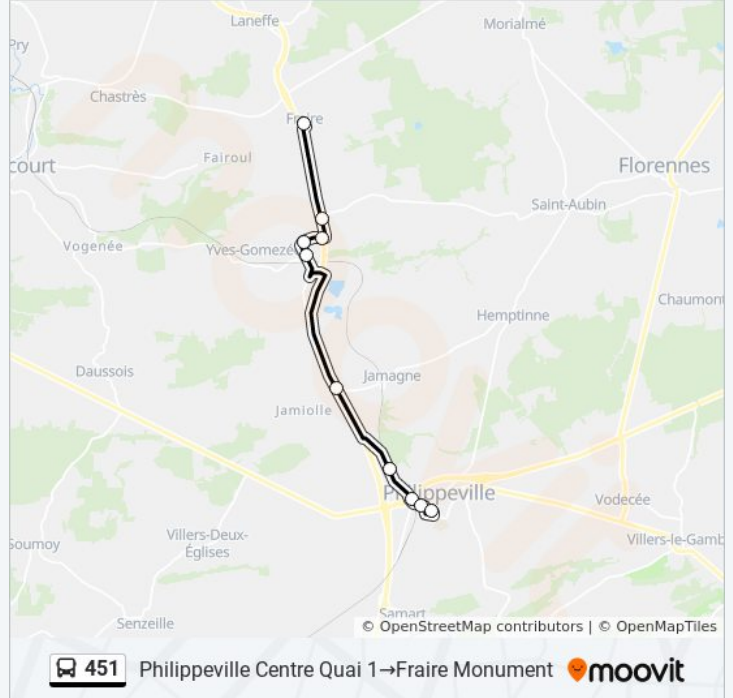 Laneffe
Morialmé
Pry
Chastrès
Fraire
court
Fairoul
Florennes
Saint-Aubin
Vogenée
Yves-Gomezé
Chaumont
Hemptinne
Daussois
Jamagne
Jamiolle
Philippeville
Vodecée
Soumoy
Villers-Deux-
Églises
Villers-le-Gamb
Samart
Senzeille
© OpenStreetMap contributors | © OpenMapTiles
451 Philippeville Centre Quai 1→Fraire Monument moovit